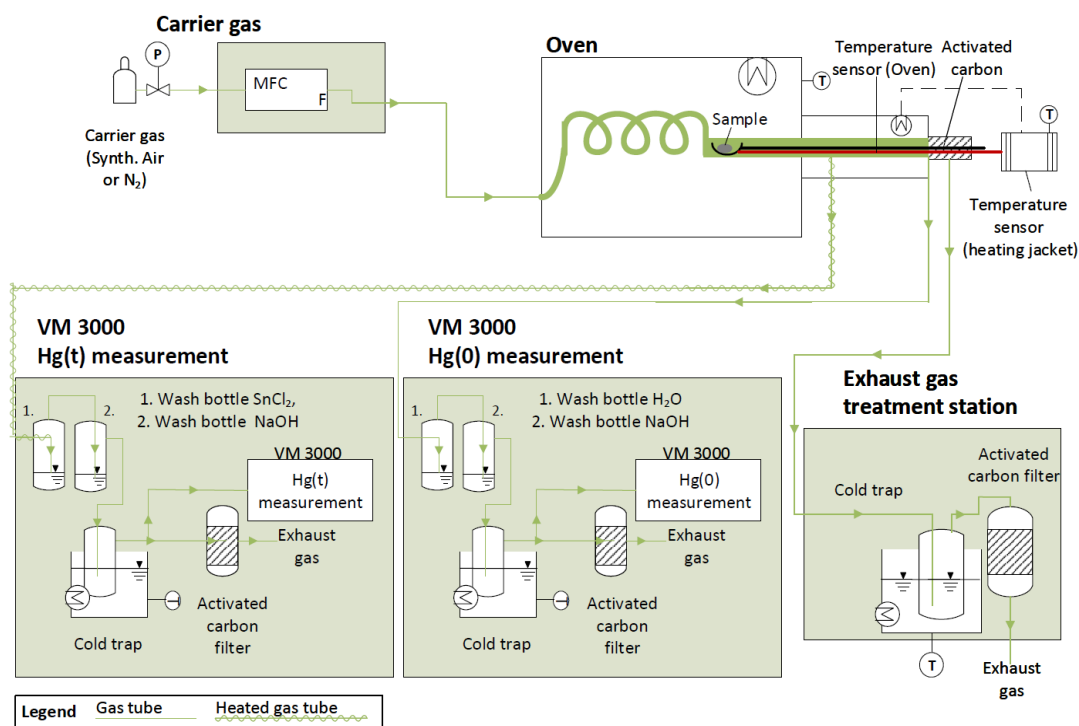 Carrier gas
P
MFC
F
Carrier gas
(Synth. Air
or N₂)
Oven
T
Sample
Temperature
sensor (Oven)
Activated
carbon
T
Temperature
sensor
(heating jacket)
VM 3000
Hg(t) measurement
1.
2.
1. Wash bottle SnCl₂,
2. Wash bottle NaOH
VM 3000
Hg(t)
measurement
Exhaust
gas
Activated
carbon
filter
Cold trap
VM 3000
Hg(0) measurement
1.
2.
1. Wash bottle H₂O
2. Wash bottle NaOH
VM 3000
Hg(0)
measurement
Exhaust
gas
Activated
carbon
filter
Cold trap
Exhaust gas
treatment station
Activated
carbon filter
Cold trap
T
Exhaust
gas
Legend Gas tube Heated gas tube